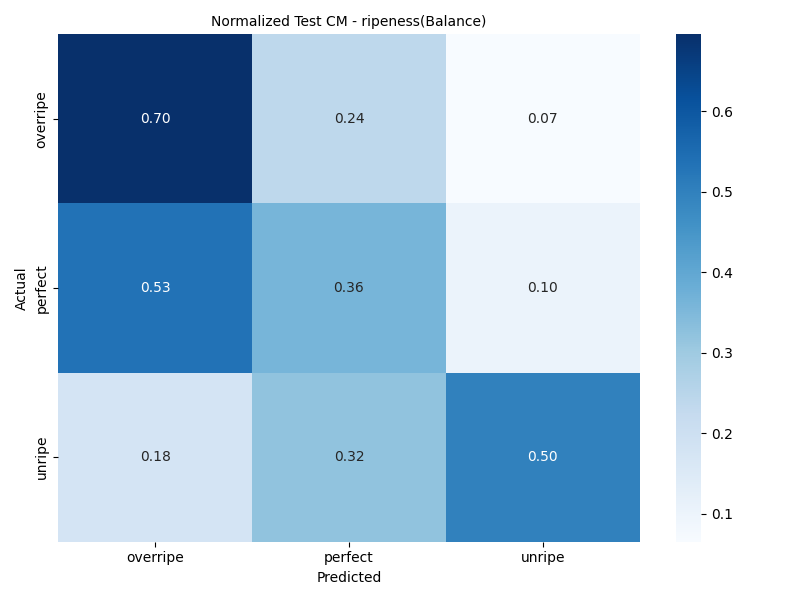 Normalized Test CM - ripeness(Balance)
Actual
overripe
0.70 0.24 0.07
perfect
0.53 0.36 0.10
unripe
0.18 0.32 0.50
overripe perfect unripe
Predicted
0.6
0.5
0.4
0.3
0.2
0.1